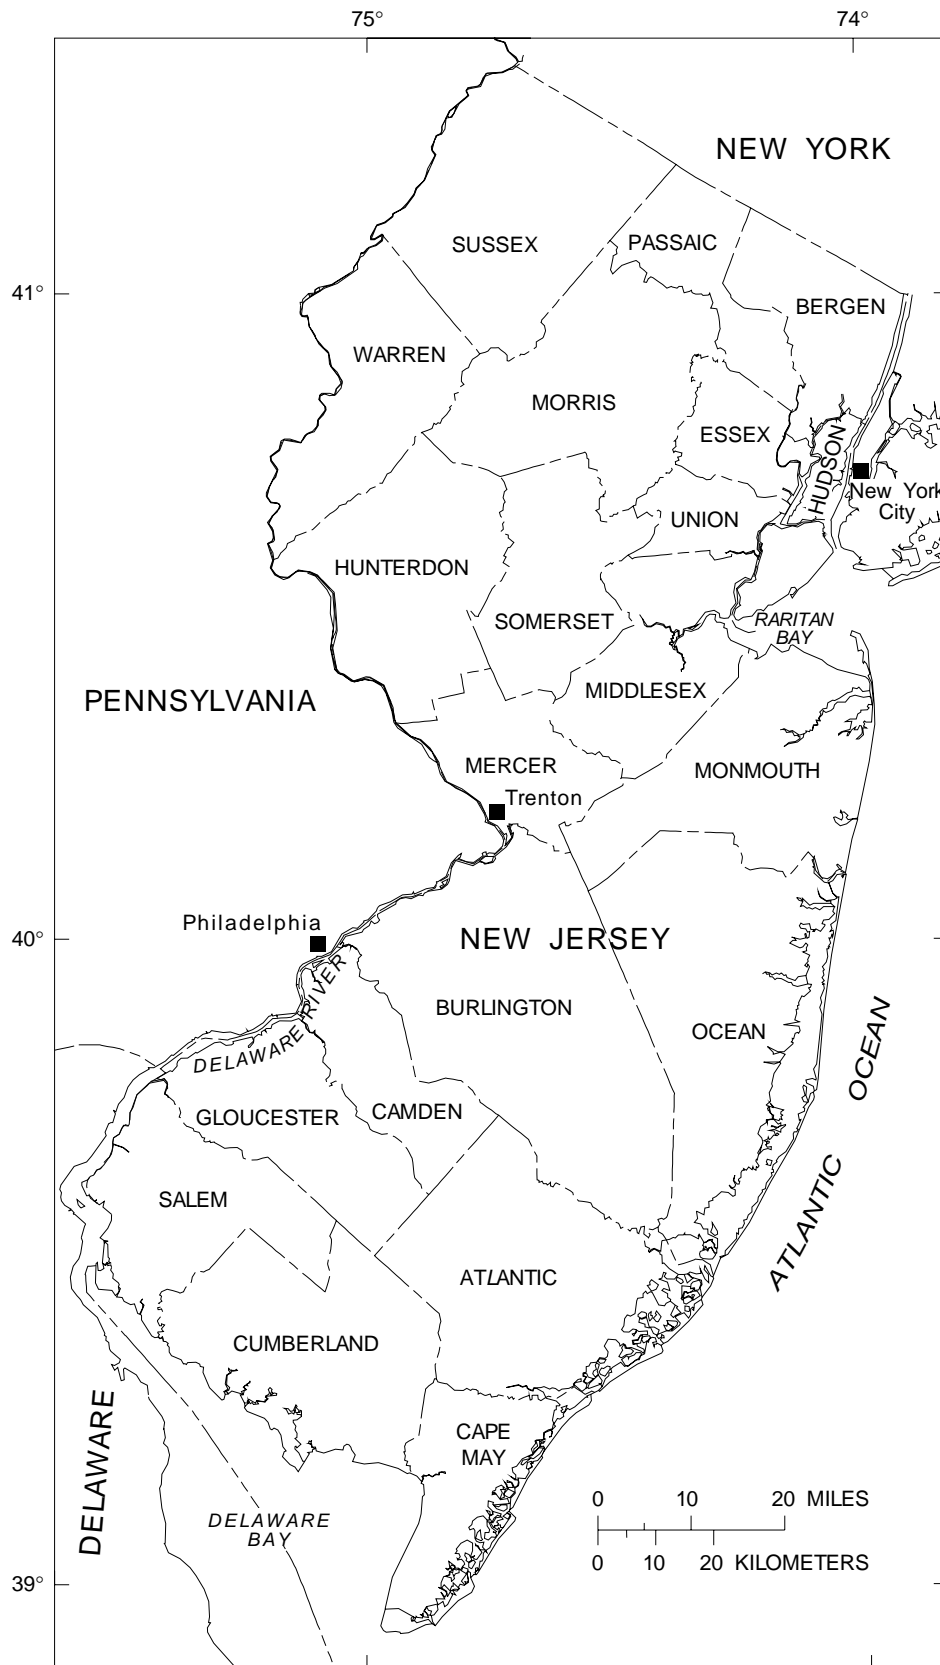 75°
74°
NEW YORK
SUSSEX
PASSAIC
41°
BERGEN
WARREN
MORRIS
ESSEX
HUDSON
New York
City
UNION
HUNTERDON
SOMERSET
RARITAN
BAY
MIDDLESEX
PENNSYLVANIA
MERCER
MONMOUTH
Trenton
Philadelphia
40°
NEW JERSEY
DELAWARE RIVER
BURLINGTON
OCEAN
ATLANTIC OCEAN
GLOUCESTER
CAMDEN
SALEM
ATLANTIC
CUMBERLAND
DELAWARE
CAPE
MAY
DELAWARE
BAY
0 10 20 MILES
0 10 20 KILOMETERS
39°